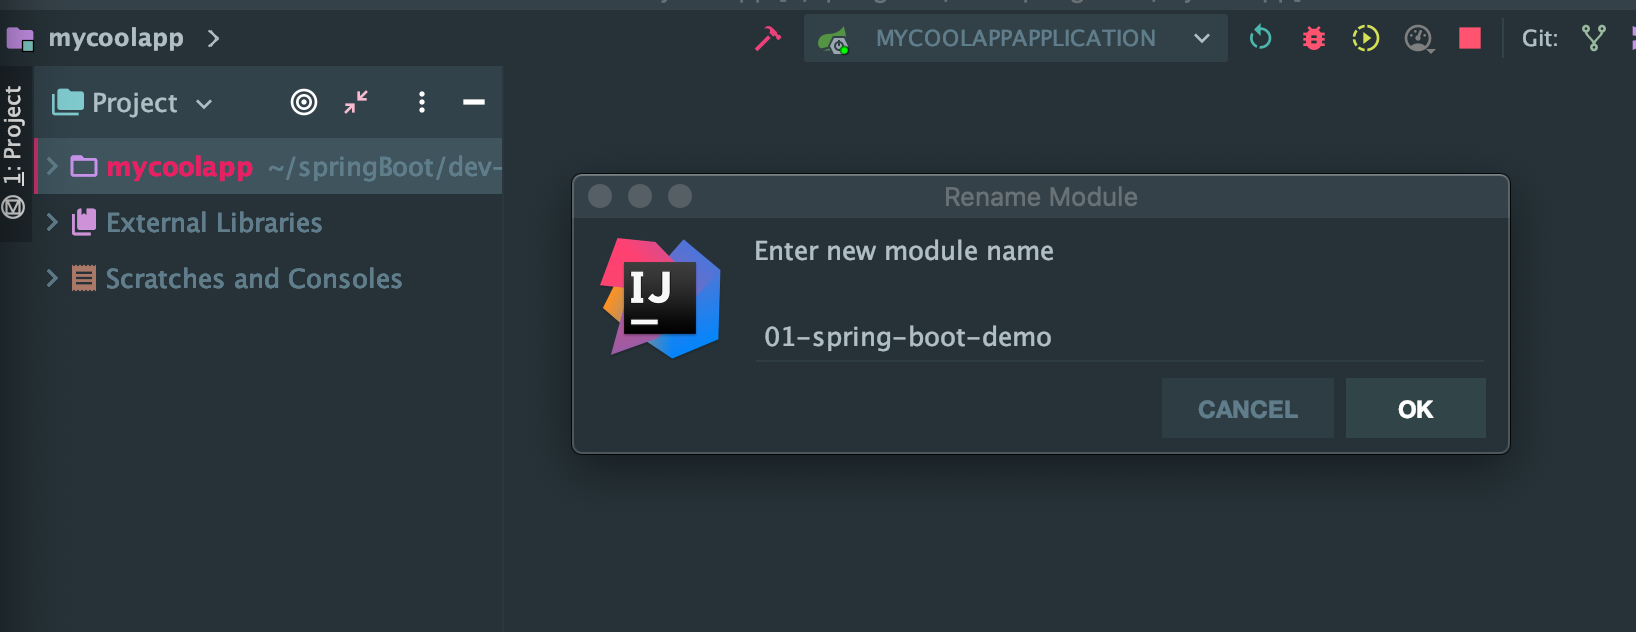 mycoolapp
MYCOOLAPPAPPLICATION
Git:
1: Project
Project
mycoolapp ~/springBoot/dev-
External Libraries
Scratches and Consoles
Rename Module
IJ
Enter new module name
01-spring-boot-demo
CANCEL
OK